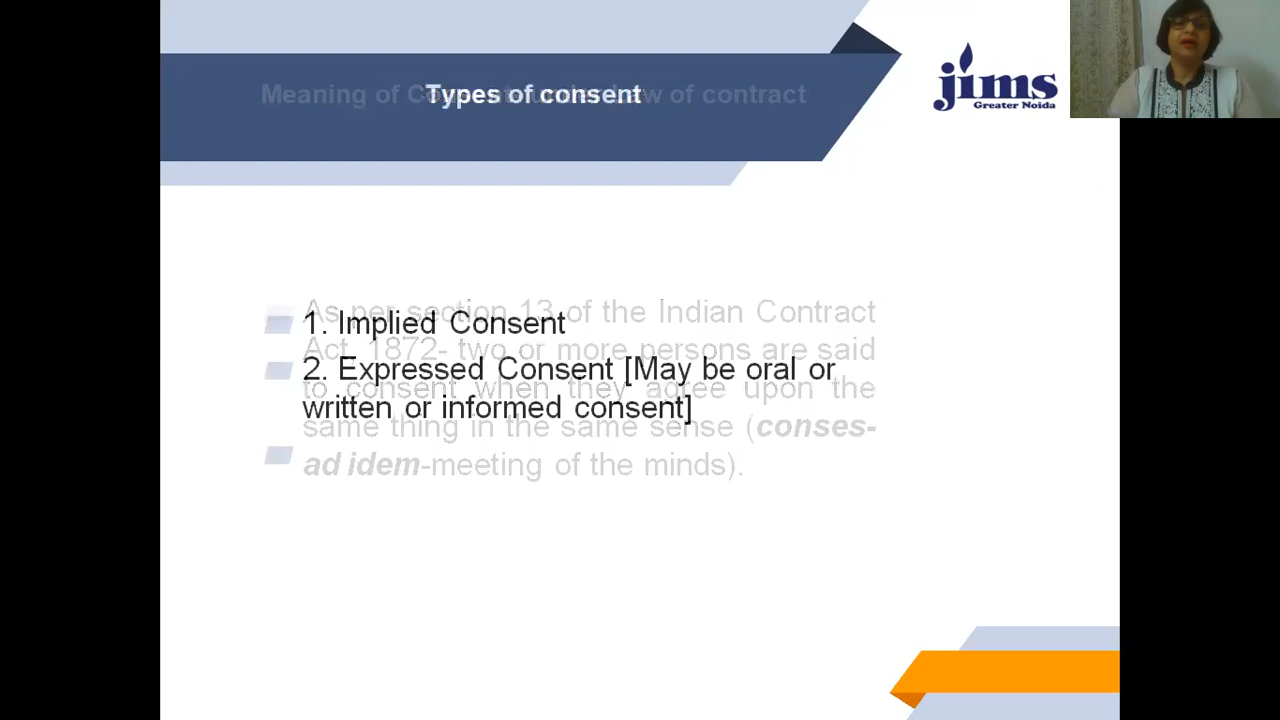 Types of consent
Meaning of Co of contract
jims
Greater Noida
1. Implied Consent
2. Expressed Consent [May be oral or
written or informed consent]
As per section 13 of the Indian Contract
Act, 1872- two or more persons are said
to consent when they agree upon the
same thing in the same sense (conses-
ad idem-meeting of the minds).